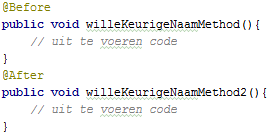 @Before
public void willeKeurigeNaamMethod(){
// uit te voeren code
}
@After
public void willeKeurigeNaamMethod2(){
// uit te voeren code
}